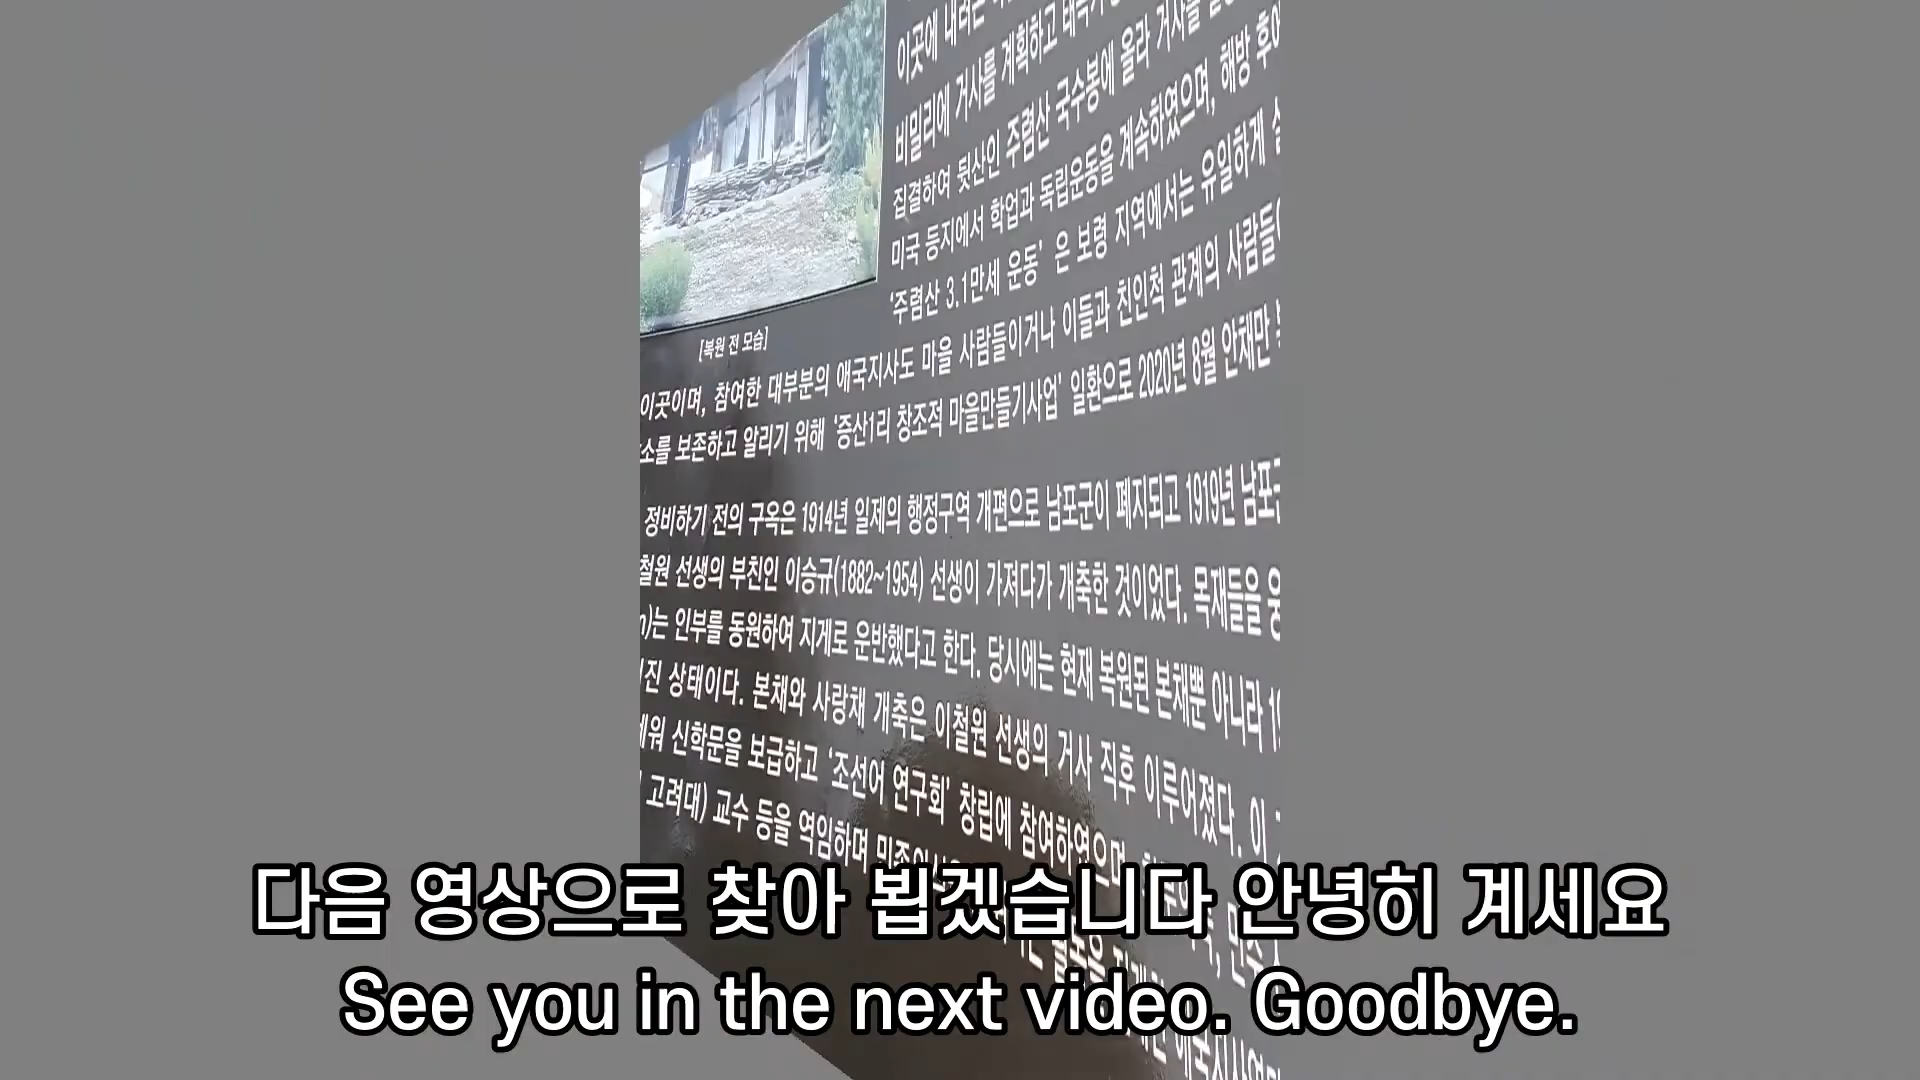 이곳에 내려온
비밀리에 거사를 계획하고
집결하여 뒷산인 주렴산 국수봉에 올라 거사를
미국 등지에서 학업과 독립운동을 계속하였으며, 해방 후에
‘주렴산 3.1만세 운동’은 보령 지역에서는 유일하게
[복원 전 모습]
이곳이며, 참여한 대부분의 애국지사도 마을 사람들이거나 이들과 친인척 관계의 사람들이
소를 보존하고 알리기 위해 ‘증산1리 창조적 마을만들기사업’ 일환으로 2020년 8월 안채만
정비하기 전의 구옥은 1914년 일제의 행정구역 개편으로 남포군이 폐지되고 1919년 남포군
철원 선생의 부친인 이승규(1882~1954) 선생이 가져다가 개축한 것이었다. 목재들을
)는 인부를 동원하여 지게로 운반했다고 한다. 당시에는 현재 복원된 본채뿐 아니라
진 상태이다. 본채와 사랑채 개축은 이철원 선생의 거사 직후 이루어졌다. 이
세워 신학문을 보급하고 ‘조선어 연구회’ 창립에 참여하였으며
고려대) 교수 등을 역임하며
다음 영상으로 찾아 뵙겠습니다 안녕히 계세요
See you in the next video. Goodbye.